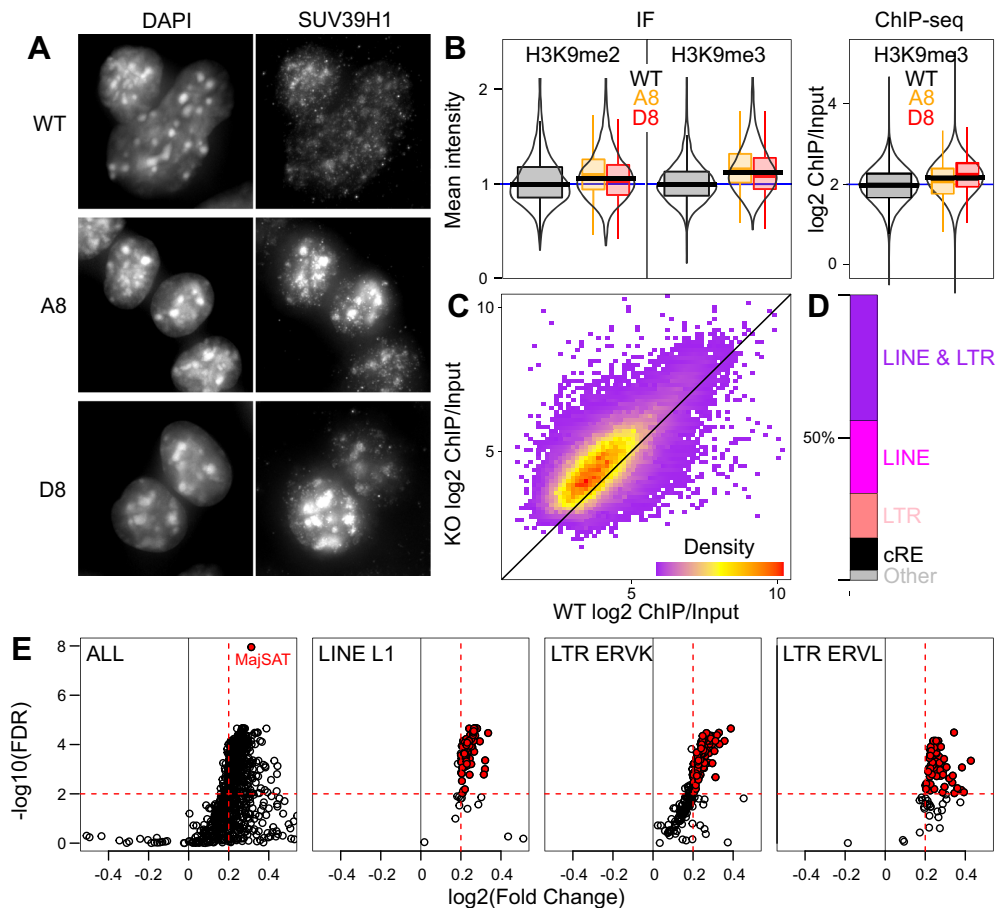 DAPI SUV39H1
IF
ChIP-seq
A
WT
A8
D8
B
H3K9me2
H3K9me3
WT
A8
D8
Mean intensity
2
1
0
H3K9me3
WT
A8
D8
log2 ChIP/Input
4
2
0
C
10
5
KO log2 ChIP/Input
Density
5 10
WT log2 ChIP/Input
D
50%
LINE & LTR
LINE
LTR
cRE
Other
E
ALL
MajSAT
LINE L1
LTR ERVK
LTR ERVL
-log10(FDR)
8
6
4
2
0
-0.4 -0.2 0 0.2 0.4
-0.4 -0.2 0 0.2 0.4
-0.4 -0.2 0 0.2 0.4
-0.4 -0.2 0 0.2 0.4
log2(Fold Change)